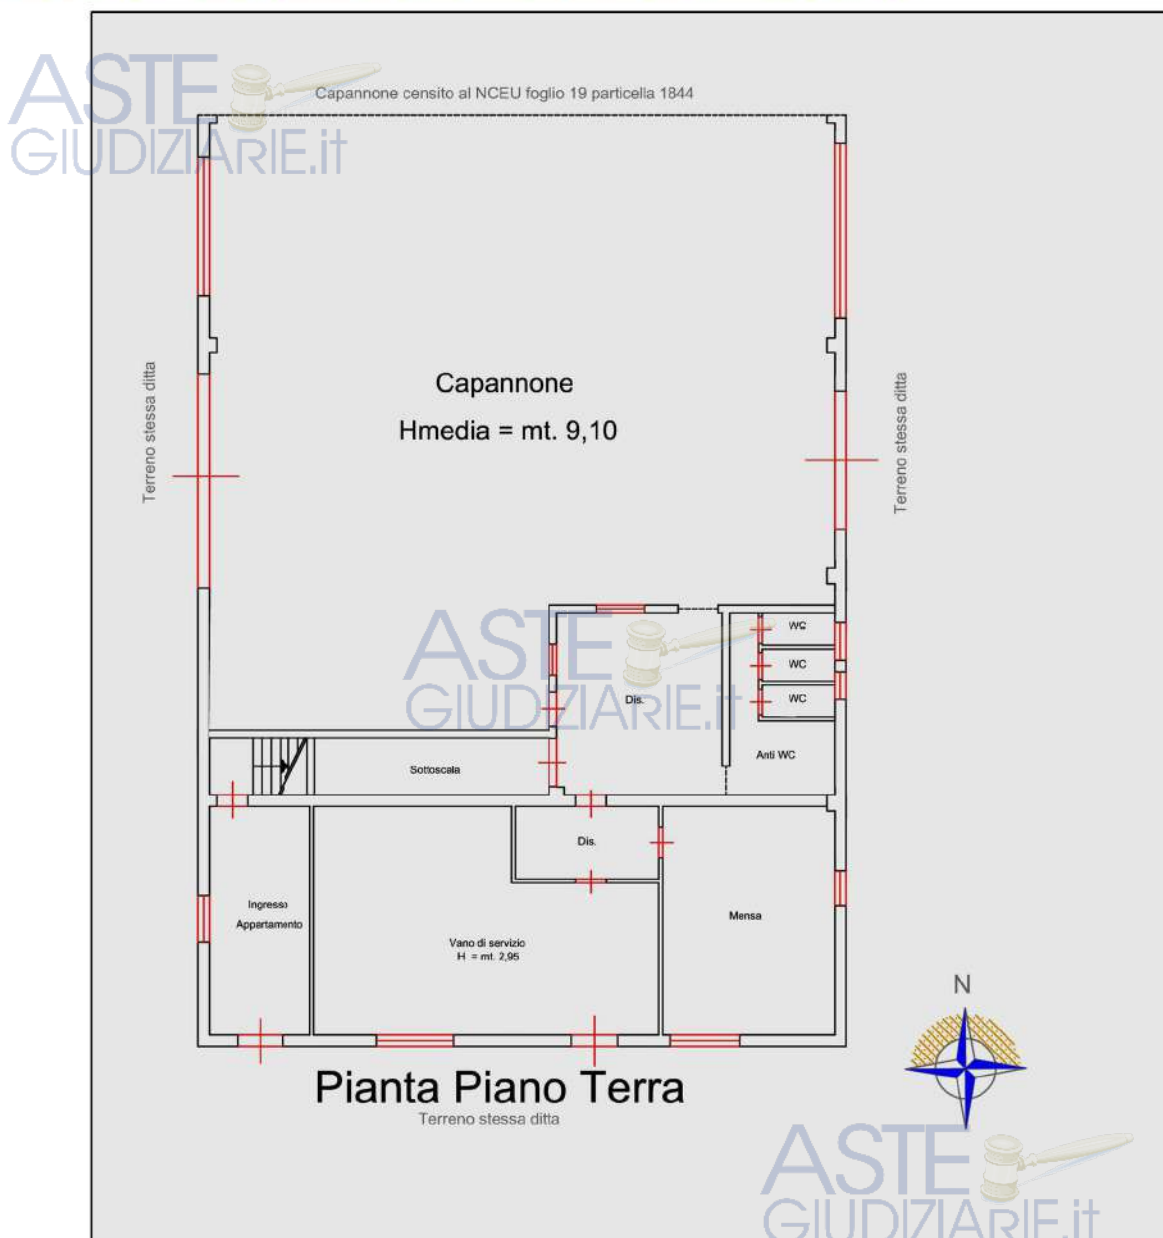 ASTE
GIUDIZIARIE.it
Capannone censito al NCEU foglio 19 particella 1844
Terreno stessa ditta
Capannone
Hmedia = mt. 9,10
Terreno stessa ditta
ASTE
GIUDIZIARIE.it
WC
WC
WC
Dis.
Anti WC
Sottoscala
Dis.
Ingresso
Appartamento
Mensa
Vano di servizio
H = mt. 2,95
N
Pianta Piano Terra
Terreno stessa ditta
ASTE
GIUDIZIARIE.it